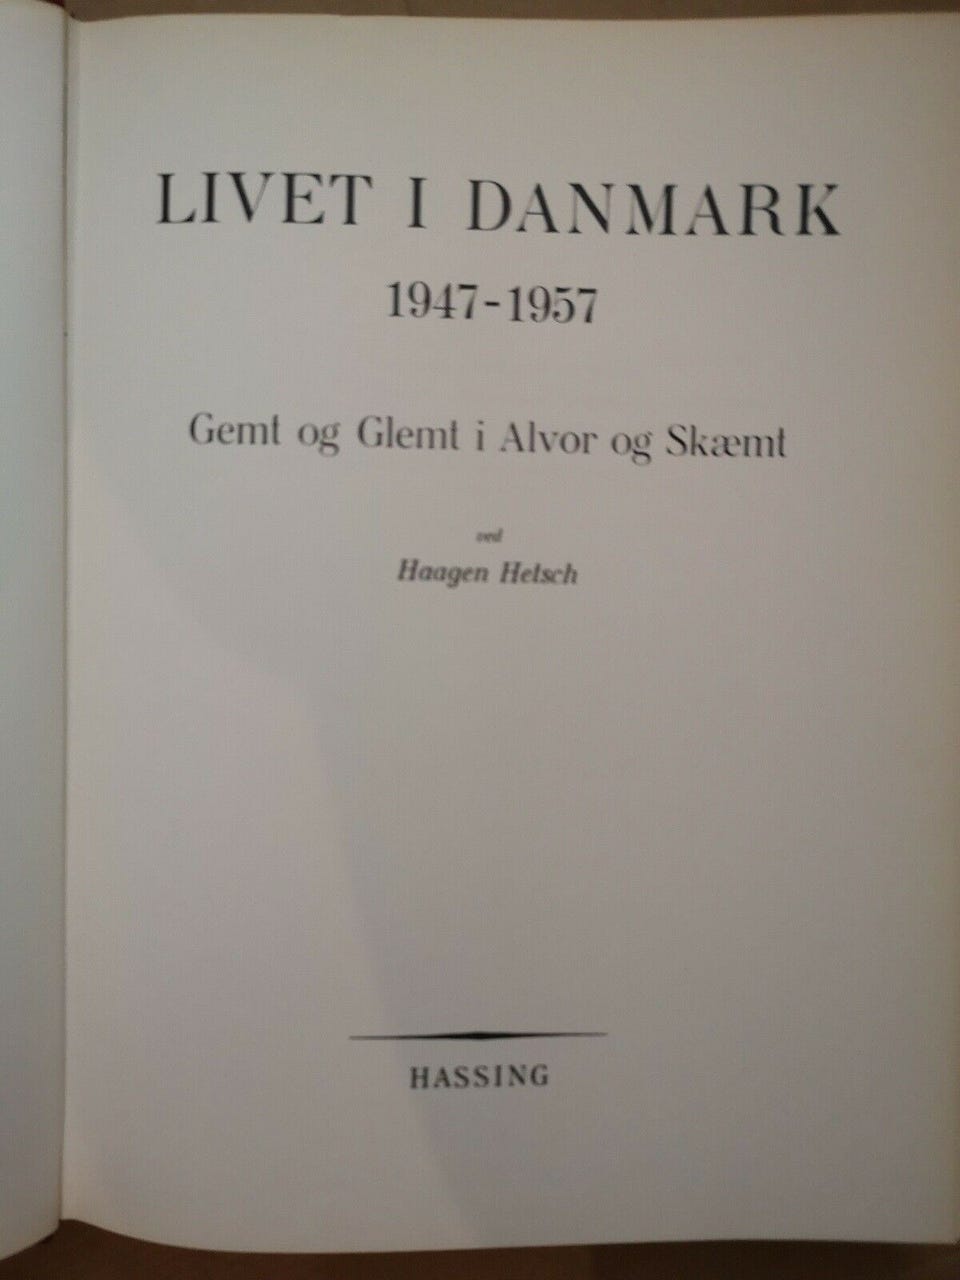 LIVET I DANMARK
1947-1957
Gemt og Glemt i Alvor og Skæmt
ved
Haagen Hetsch
HASSING